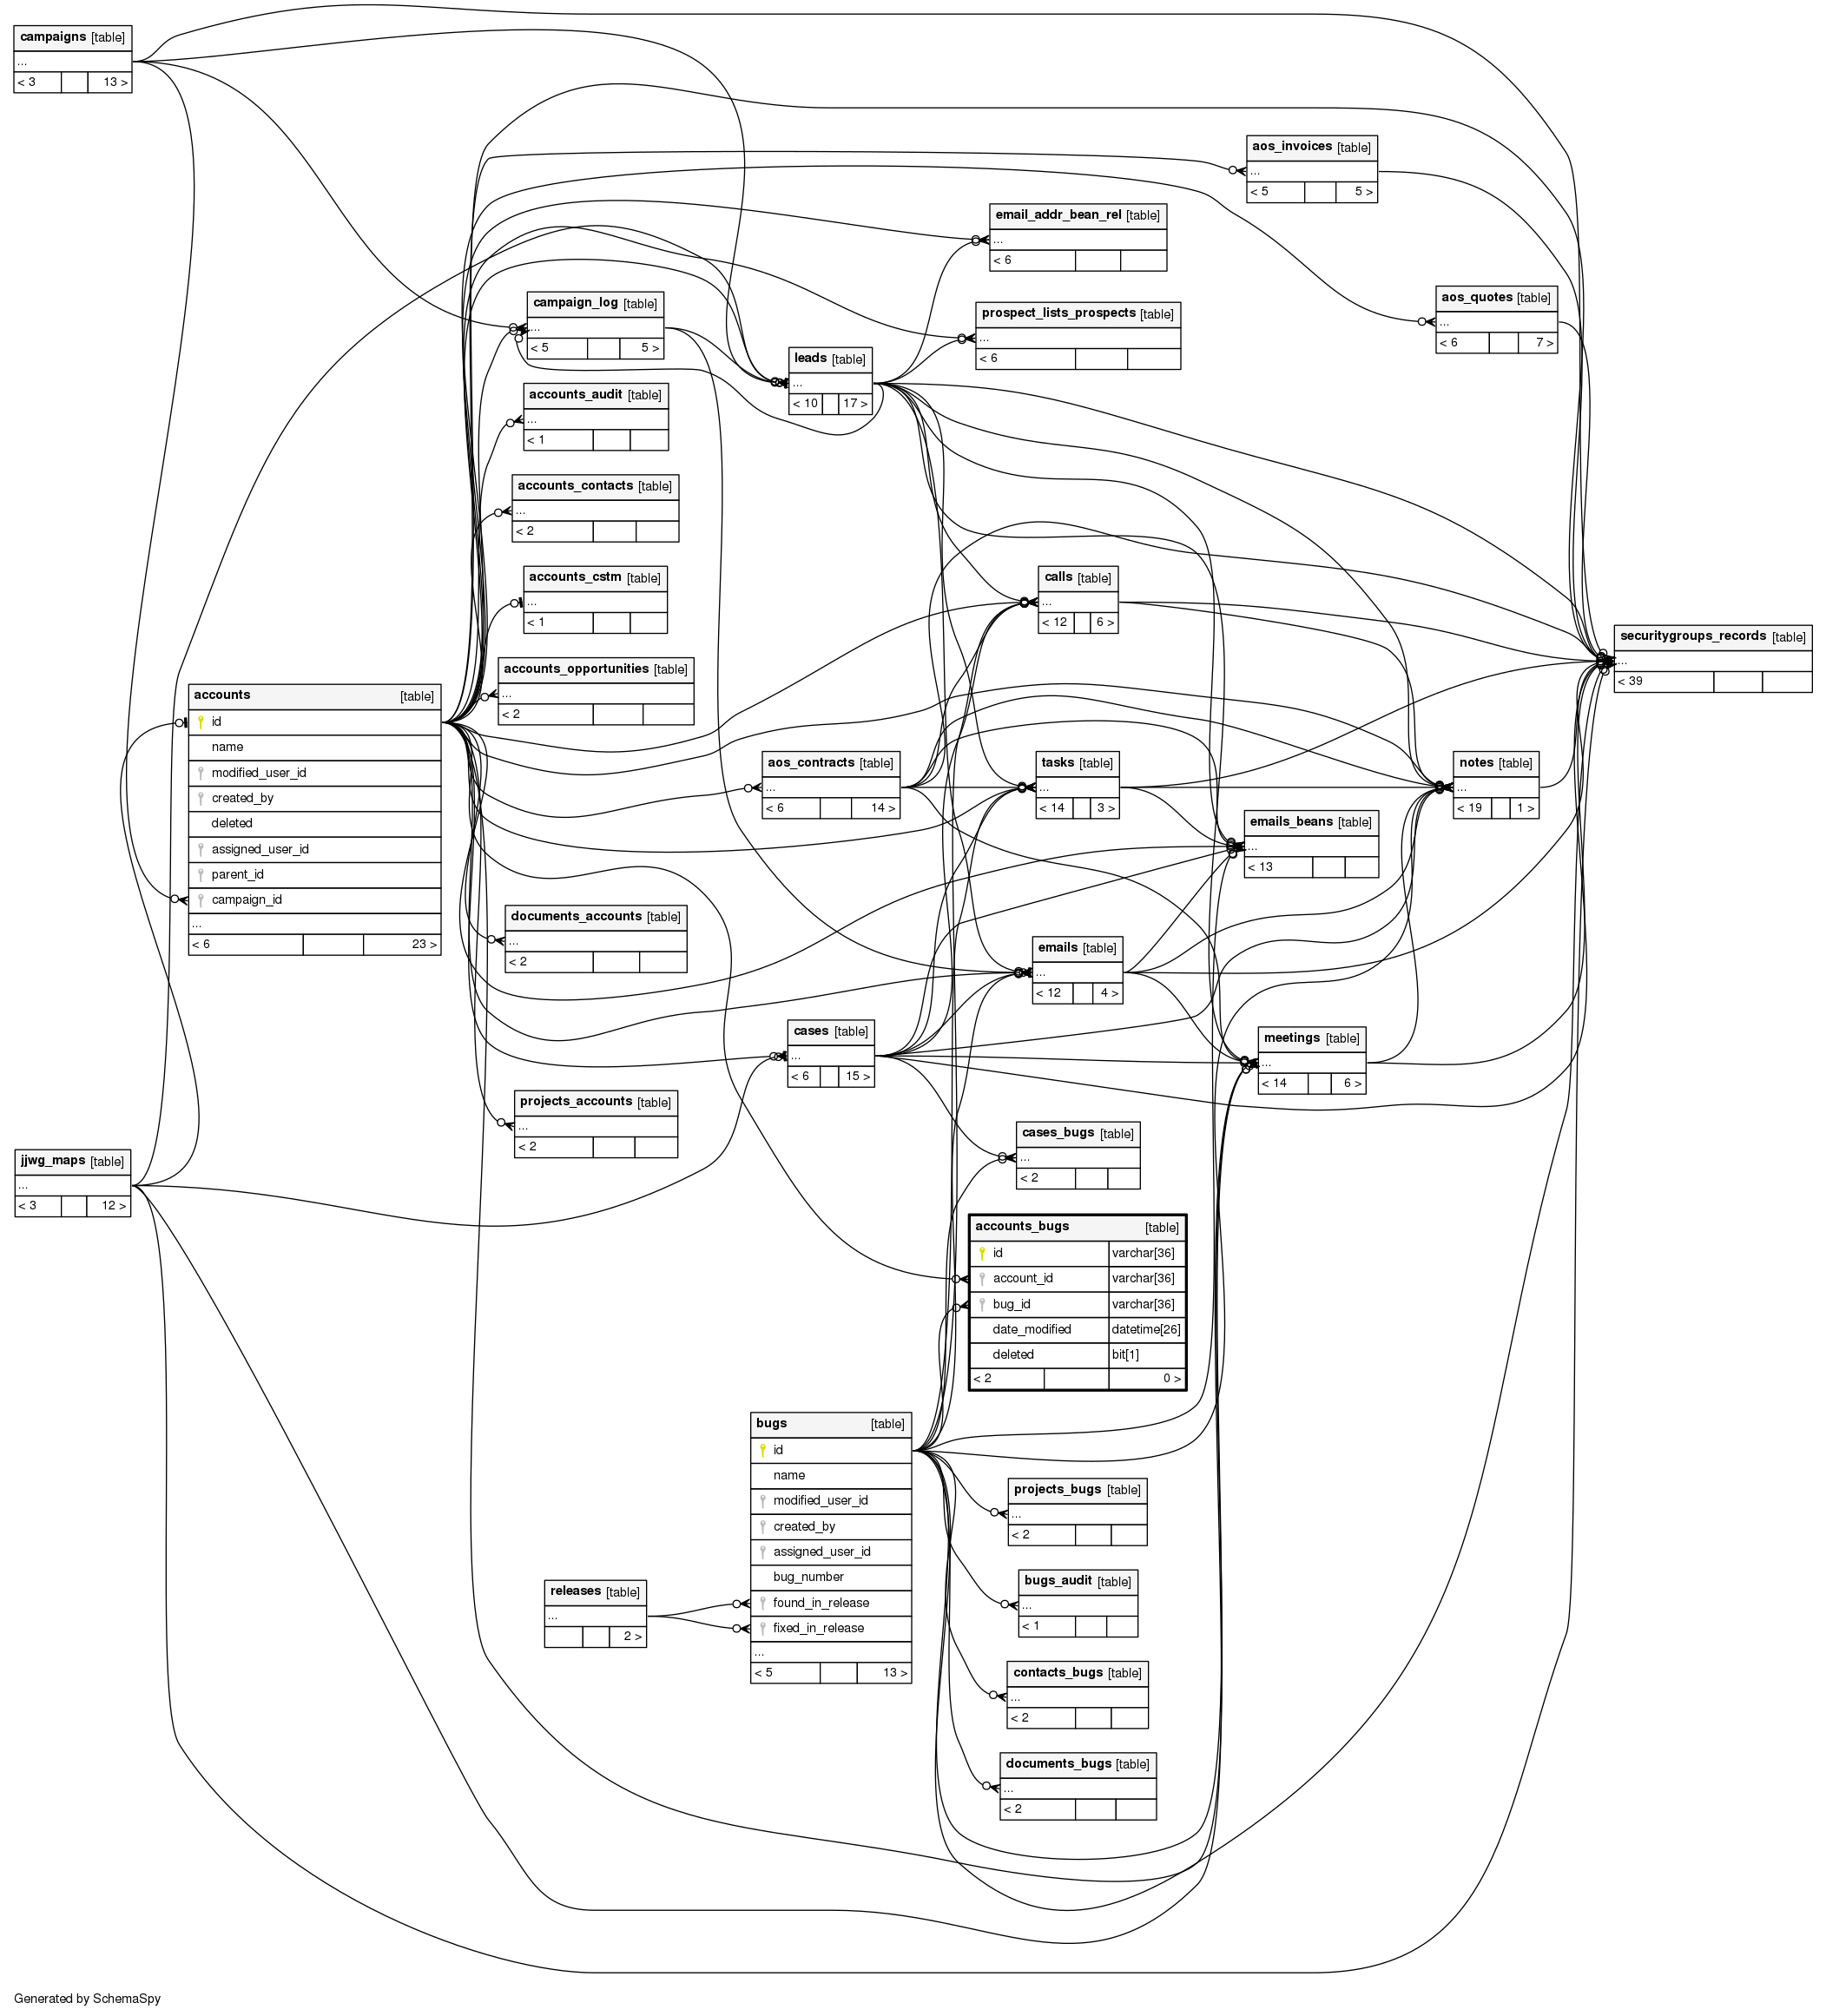 campaigns [table]
...
< 3 13 >
aos_invoices [table]
...
< 5 5 >
email_addr_bean_rel [table]
...
< 6
campaign_log [table]
...
< 5 5 >
prospect_lists_prospects [table]
...
< 6
aos_quotes [table]
...
< 6 7 >
leads [table]
...
< 10 17 >
accounts_audit [table]
...
< 1
accounts_contacts [table]
...
< 2
accounts_cstm [table]
...
< 1
calls [table]
...
< 12 6 >
securitygroups_records [table]
...
< 39
accounts_opportunities [table]
...
< 2
accounts [table]
id
name
modified_user_id
created_by
deleted
assigned_user_id
parent_id
campaign_id
...
< 6 23 >
aos_contracts [table]
...
< 6 14 >
tasks [table]
...
< 14 3 >
notes [table]
...
< 19 1 >
emails_beans [table]
...
< 13
documents_accounts [table]
...
< 2
emails [table]
...
< 12 4 >
cases [table]
...
< 6 15 >
meetings [table]
...
< 14 6 >
projects_accounts [table]
...
< 2
cases_bugs [table]
...
< 2
jjwg_maps [table]
...
< 3 12 >
accounts_bugs [table]
id varchar[36]
account_id varchar[36]
bug_id varchar[36]
date_modified datetime[26]
deleted bit[1]
< 2 0 >
bugs [table]
id
name
modified_user_id
created_by
assigned_user_id
bug_number
found_in_release
fixed_in_release
...
< 5 13 >
projects_bugs [table]
...
< 2
releases [table]
...
2 >
bugs_audit [table]
...
< 1
contacts_bugs [table]
...
< 2
documents_bugs [table]
...
< 2
Generated by SchemaSpy